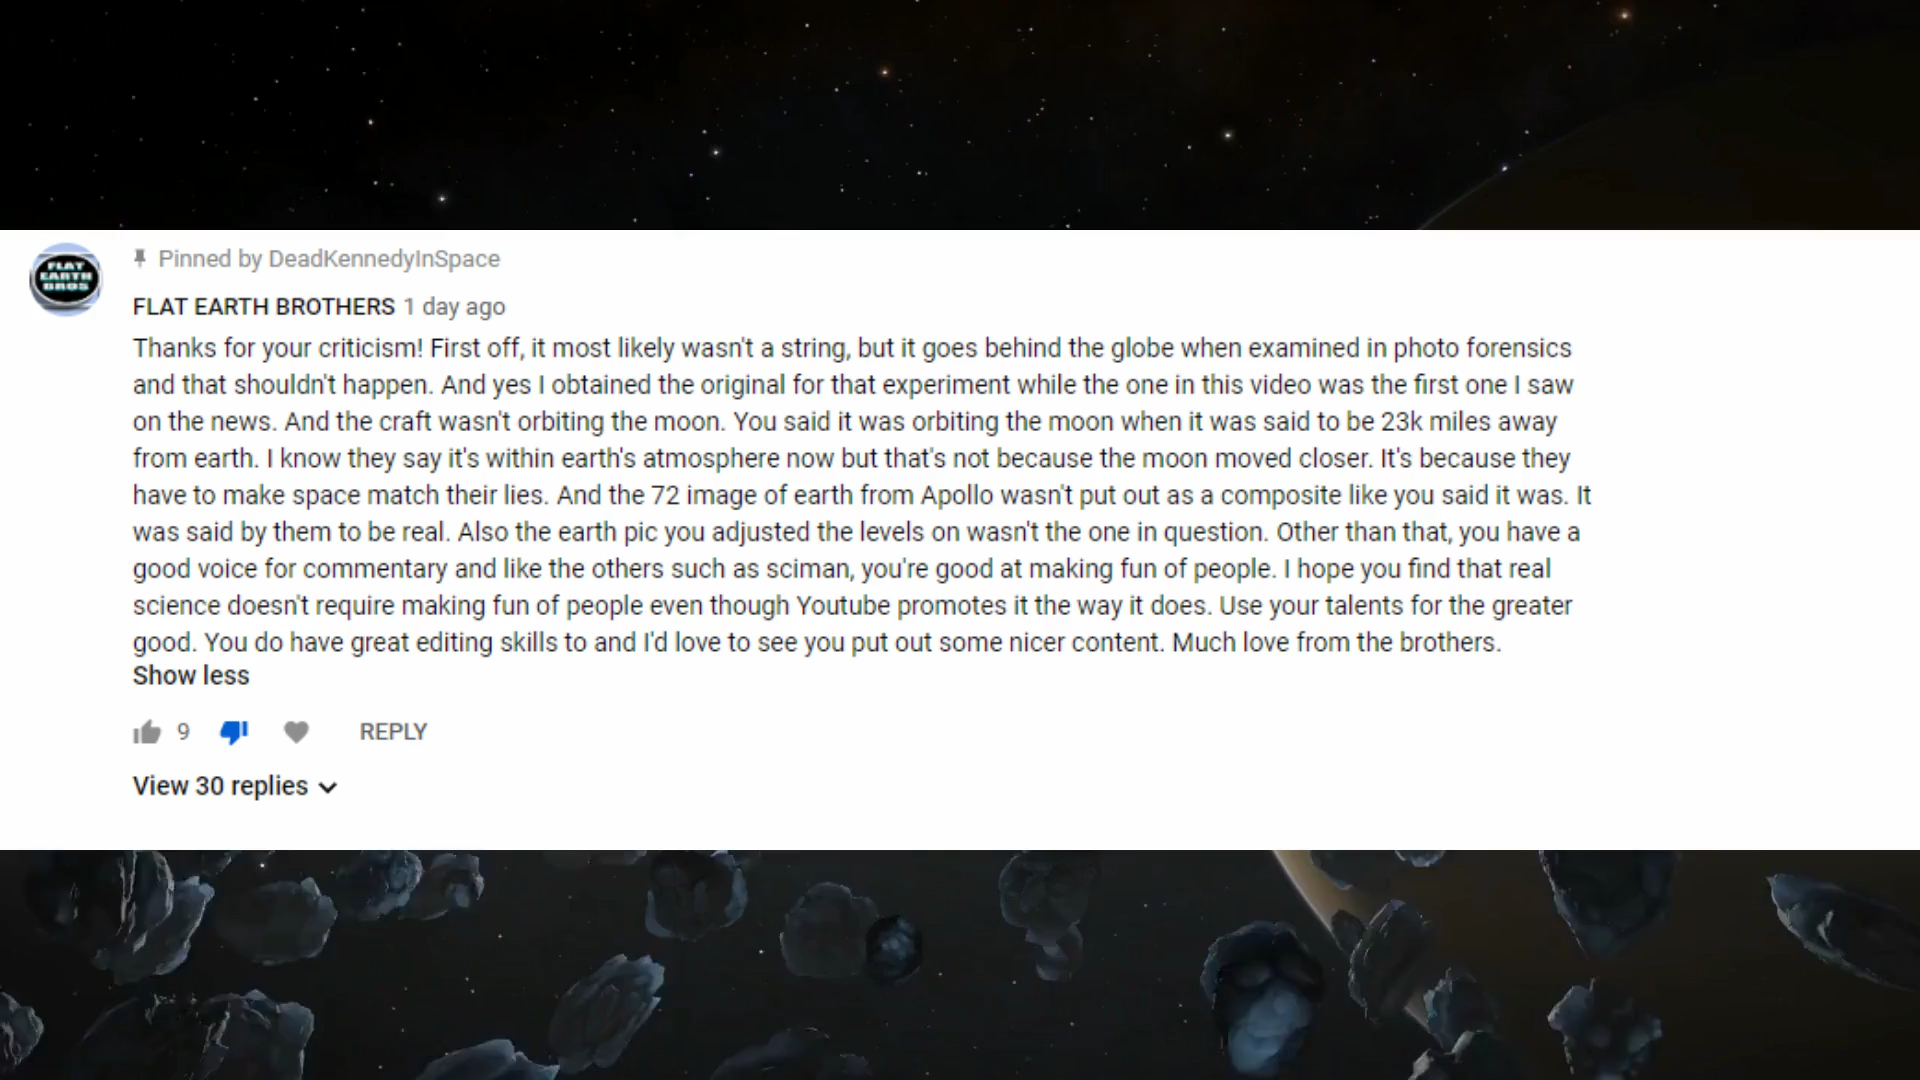 FLAT
EARTH
BROS
Pinned by DeadKennedyInSpace
FLAT EARTH BROTHERS 1 day ago
Thanks for your criticism! First off, it most likely wasn't a string, but it goes behind the globe when examined in photo forensics
and that shouldn't happen. And yes I obtained the original for that experiment while the one in this video was the first one I saw
on the news. And the craft wasn't orbiting the moon. You said it was orbiting the moon when it was said to be 23k miles away
from earth. I know they say it's within earth's atmosphere now but that's not because the moon moved closer. It's because they
have to make space match their lies. And the 72 image of earth from Apollo wasn't put out as a composite like you said it was. It
was said by them to be real. Also the earth pic you adjusted the levels on wasn't the one in question. Other than that, you have a
good voice for commentary and like the others such as sciman, you're good at making fun of people. I hope you find that real
science doesn't require making fun of people even though Youtube promotes it the way it does. Use your talents for the greater
good. You do have great editing skills to and I'd love to see you put out some nicer content. Much love from the brothers.
Show less
9 REPLY
View 30 replies